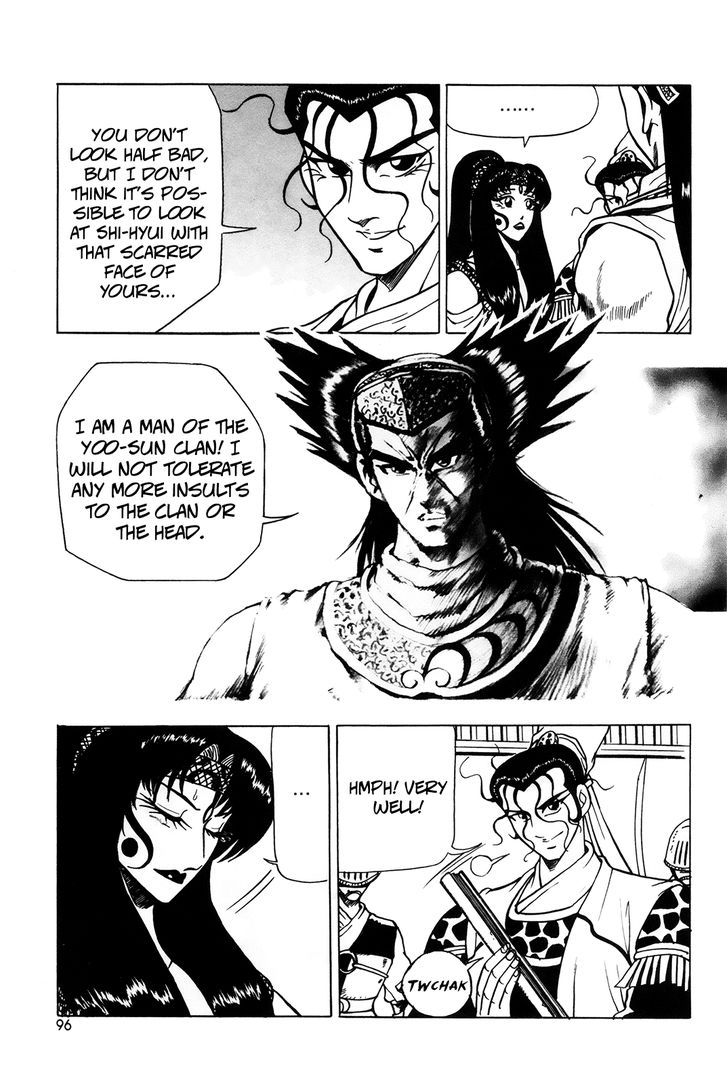 YOU DON'T
LOOK HALF BAD,
BUT I DON'T
THINK IT'S POS-
SIBLE TO LOOK
AT SHI-HYUI WITH
THAT SCARRED
FACE OF
YOURS...
......
I AM A MAN OF THE
YOO-SUN CLAN! I
WILL NOT TOLERATE
ANY MORE INSULTS
TO THE CLAN OR
THE HEAD.
...
HMPH! VERY
WELL!
TWCHAK
96